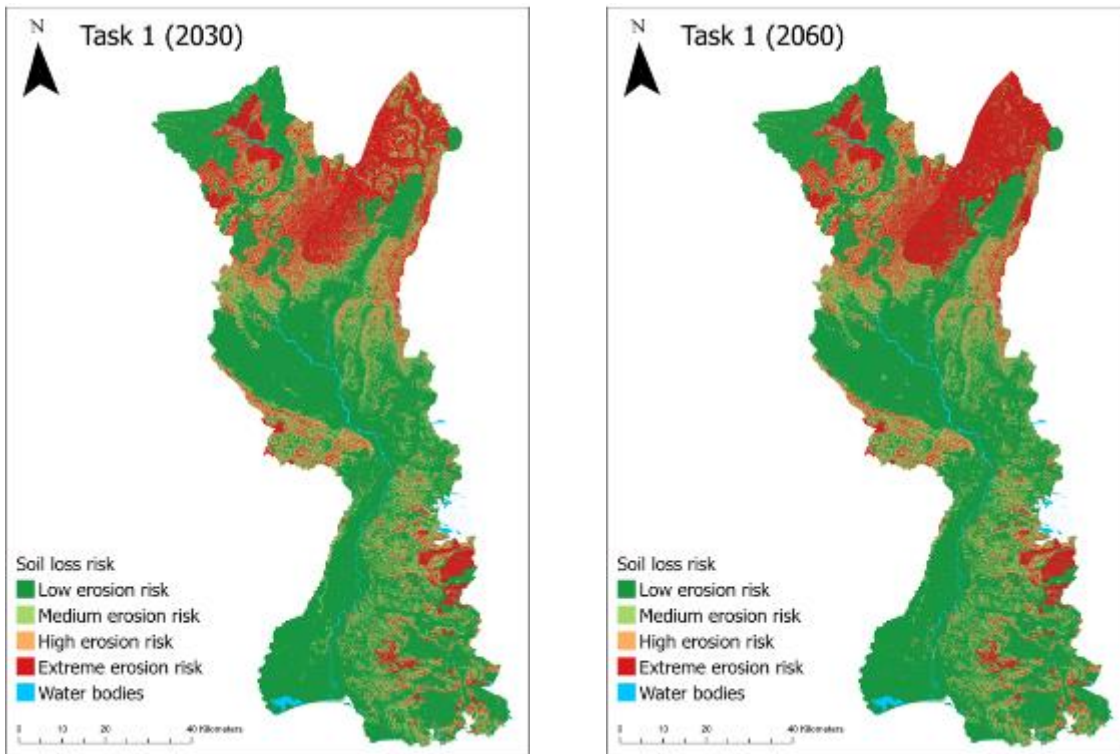 N
Task 1 (2030)
Soil loss risk
Low erosion risk
Medium erosion risk
High erosion risk
Extreme erosion risk
Water bodies
0 10 20 40 Kilometers
N
Task 1 (2060)
Soil loss risk
Low erosion risk
Medium erosion risk
High erosion risk
Extreme erosion risk
Water bodies
0 10 20 40 Kilometers